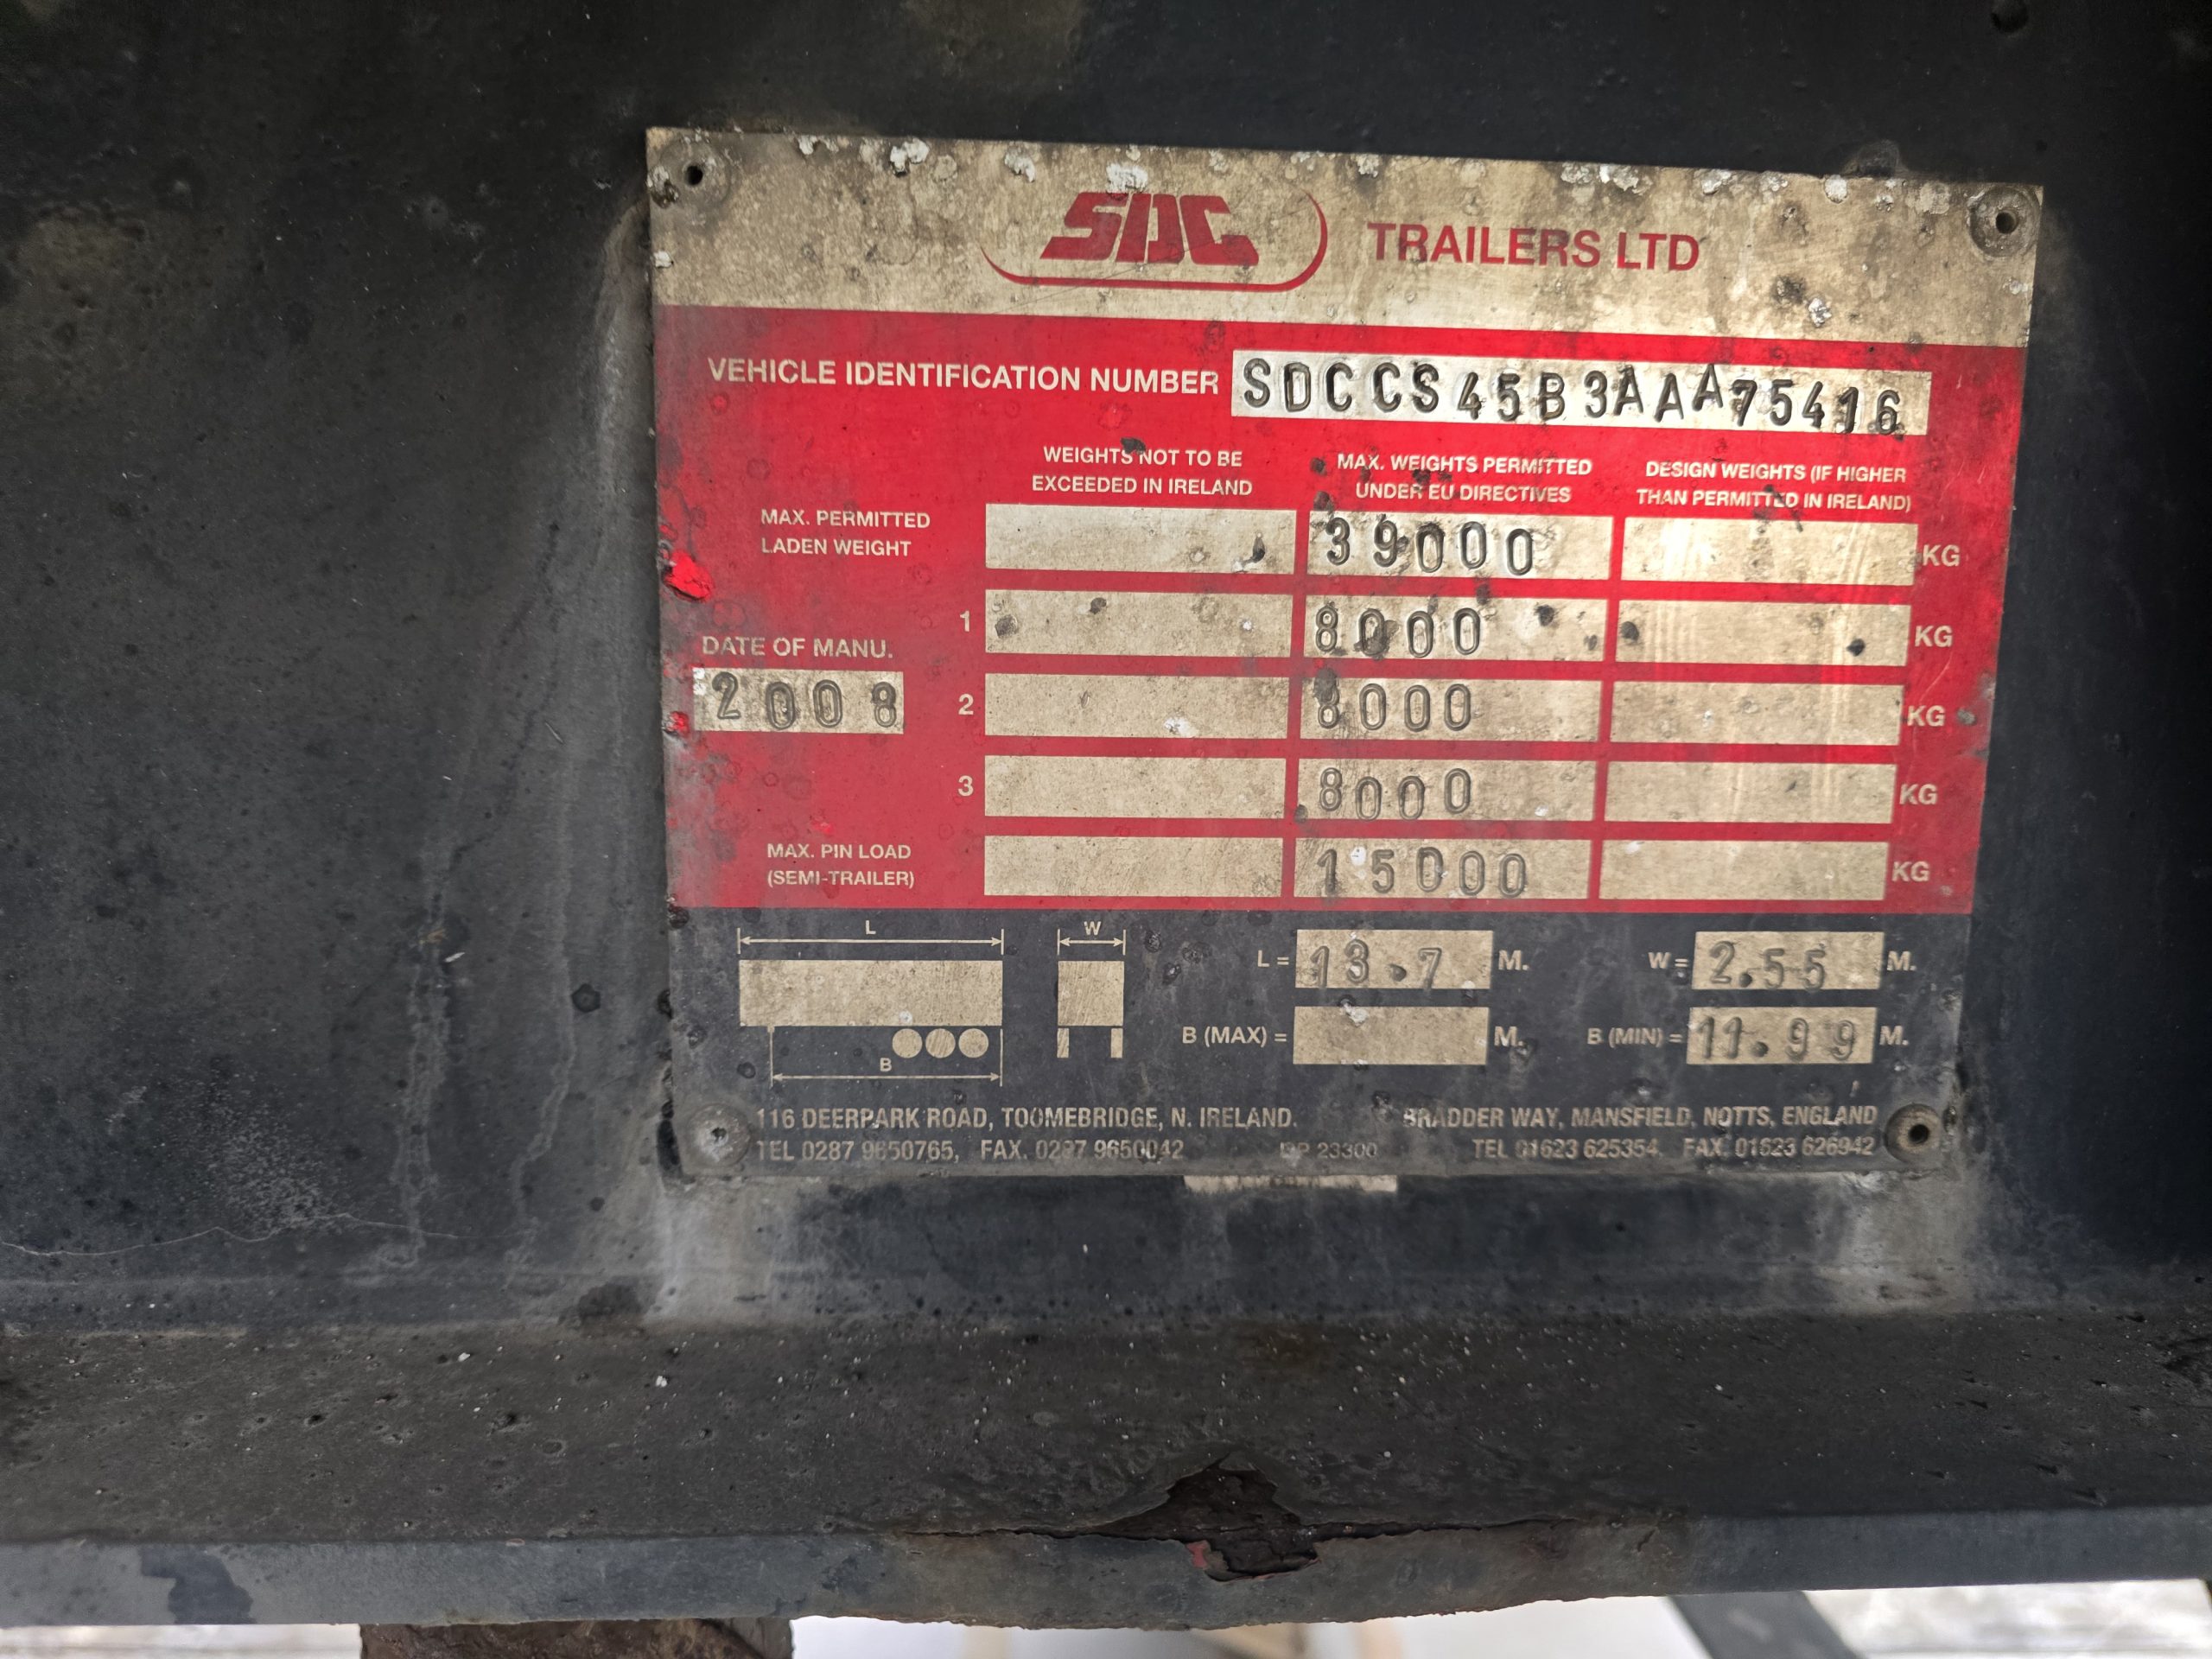 SDC TRAILERS LTD
VEHICLE IDENTIFICATION NUMBER SDCCS45B3AAA75416
WEIGHTS NOT TO BE EXCEEDED IN IRELAND
MAX. WEIGHTS PERMITTED UNDER EU DIRECTIVES
DESIGN WEIGHTS (IF HIGHER THAN PERMITTED IN IRELAND)
MAX. PERMITTED LADEN WEIGHT 39000 KG
DATE OF MANU.
2008
1 8000 KG
2 8000 KG
3 8000 KG
MAX. PIN LOAD (SEMI-TRAILER) 15000 KG
L W L = 13.7 M. W = 2.55 M.
B B (MAX) = M. B (MIN) = 11.99 M.
116 DEERPARK ROAD, TOOMEBRIDGE, N. IRELAND. BRADDER WAY, MANSFIELD, NOTTS, ENGLAND
TEL 0287 9650765, FAX. 0287 9650042 23300 TEL 01623 625354. FAX. 01623 626942